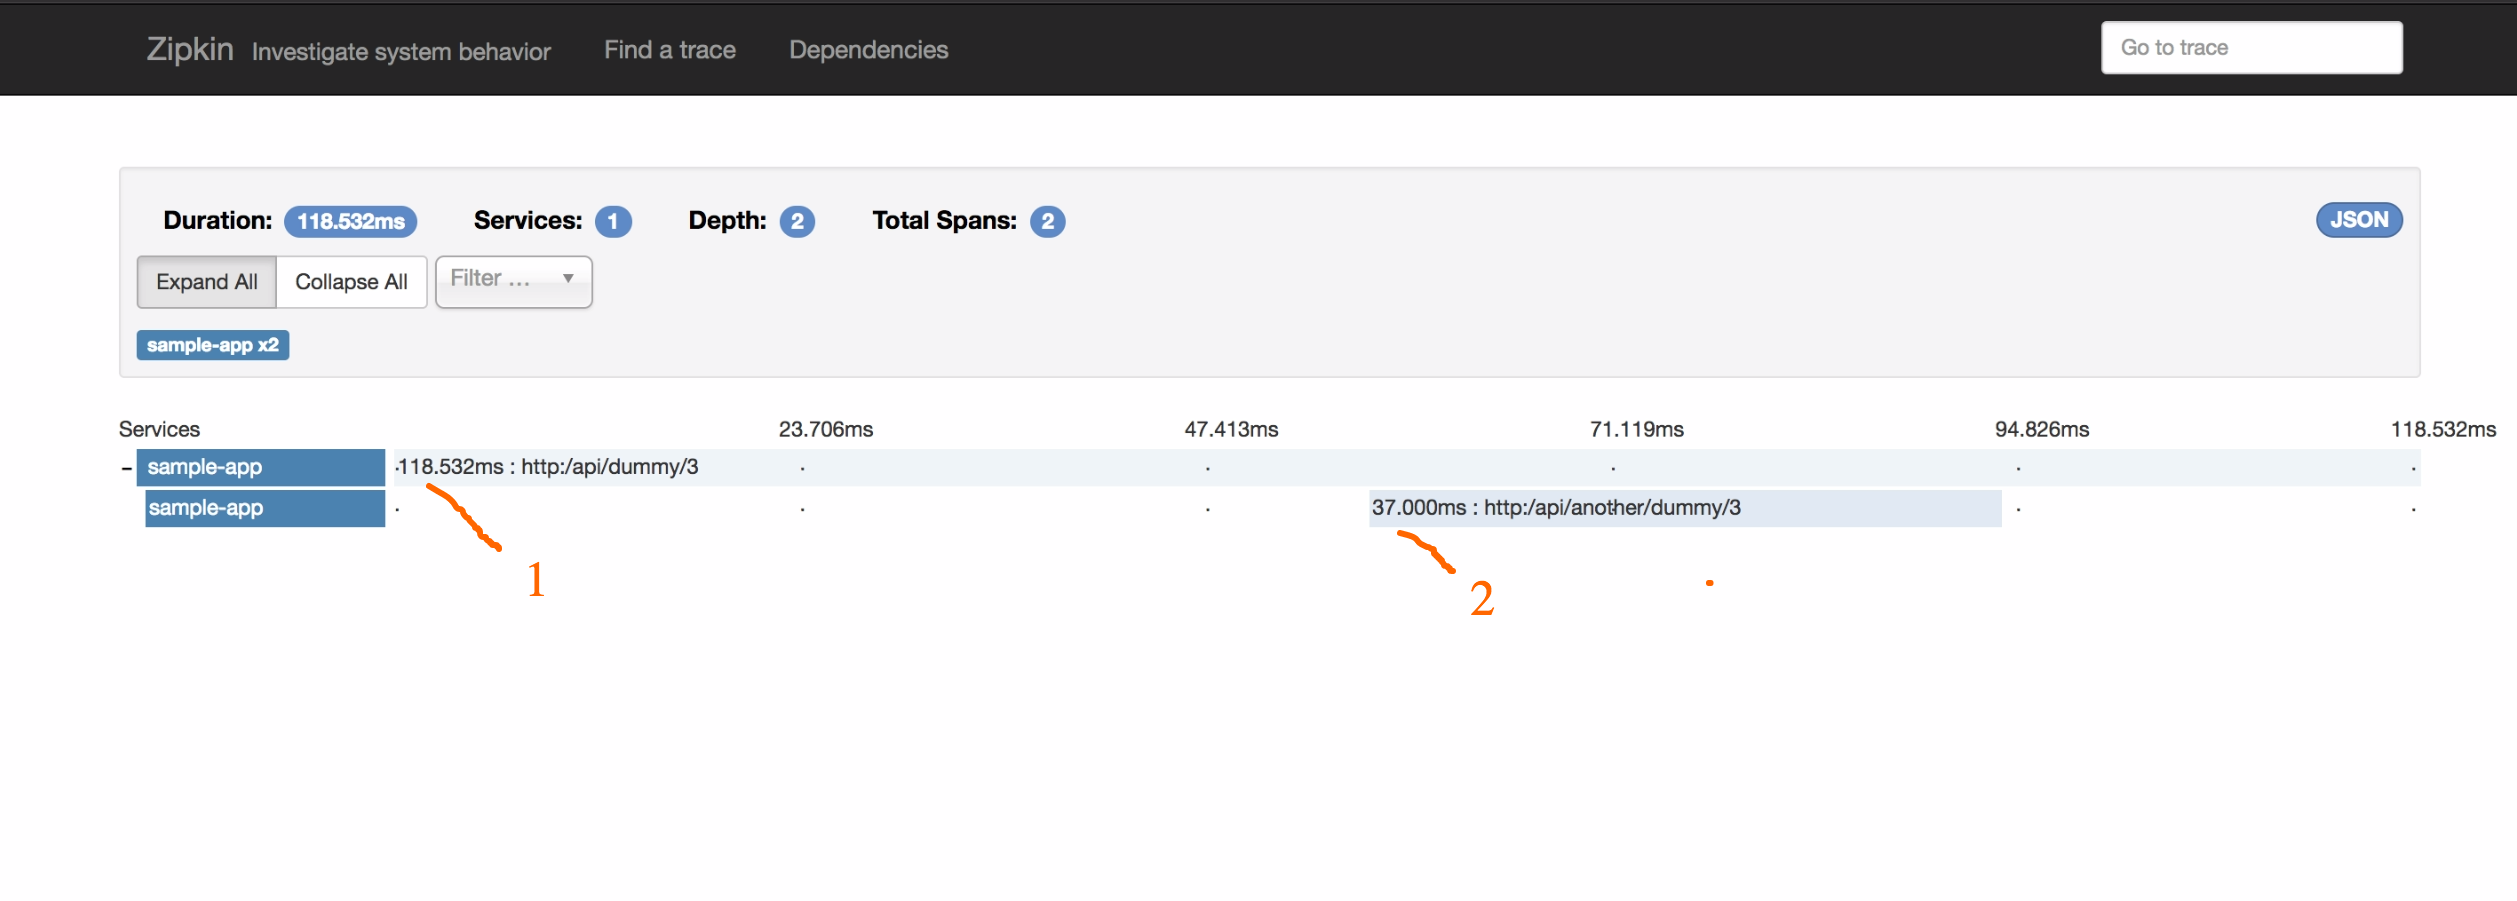 Zipkin Investigate system behavior Find a trace Dependencies Go to trace
Duration: 118.532ms Services: 1 Depth: 2 Total Spans: 2 JSON
Expand All Collapse All Filter ...
sample-app x2
Services 23.706ms 47.413ms 71.119ms 94.826ms 118.532ms
- sample-app 118.532ms : http:/api/dummy/3
sample-app 37.000ms : http:/api/another/dummy/3
1
2